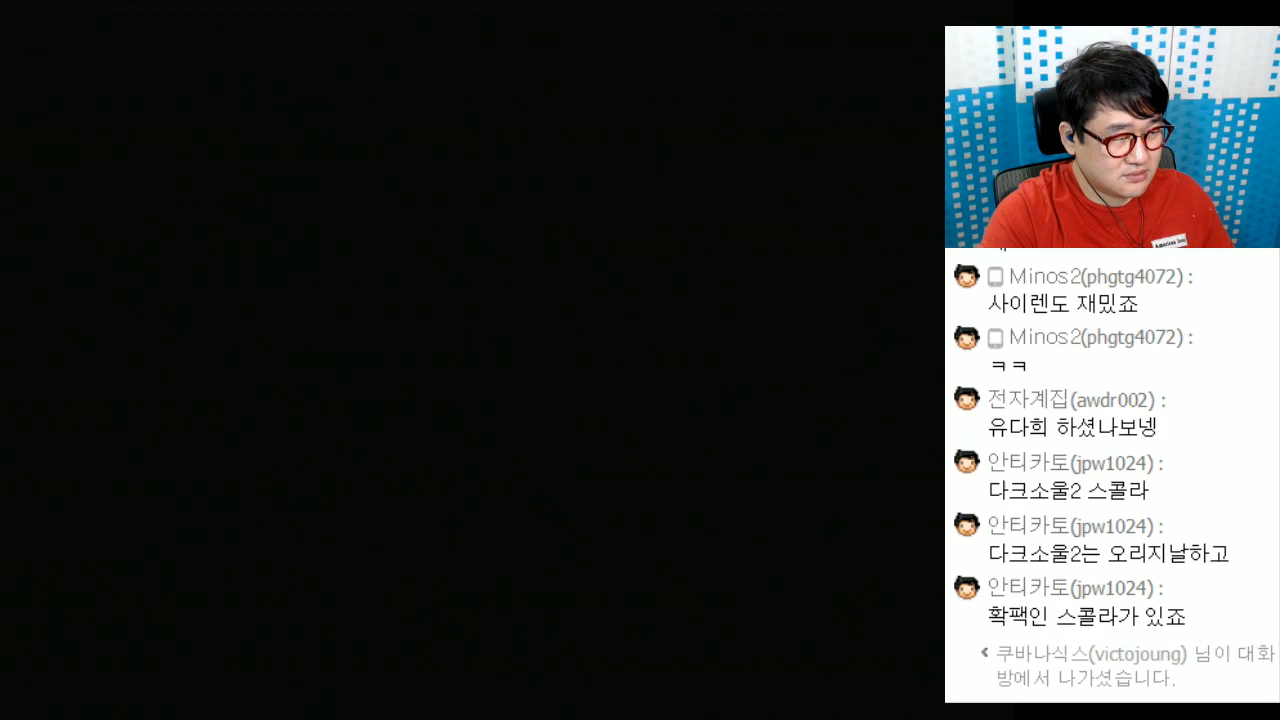 American love
Minos2(phgtg4072) :
사이렌도 재밌죠
Minos2(phgtg4072) :
ㅋㅋ
전자계집(awdr002) :
유다희 하셨나보넹
안티카토(jpw1024) :
다크소울2 스콜라
안티카토(jpw1024) :
다크소울2는 오리지날하고
안티카토(jpw1024) :
확팩인 스콜라가 있죠
쿠바나식스(victojoung) 님이 대화
방에서 나가셨습니다.